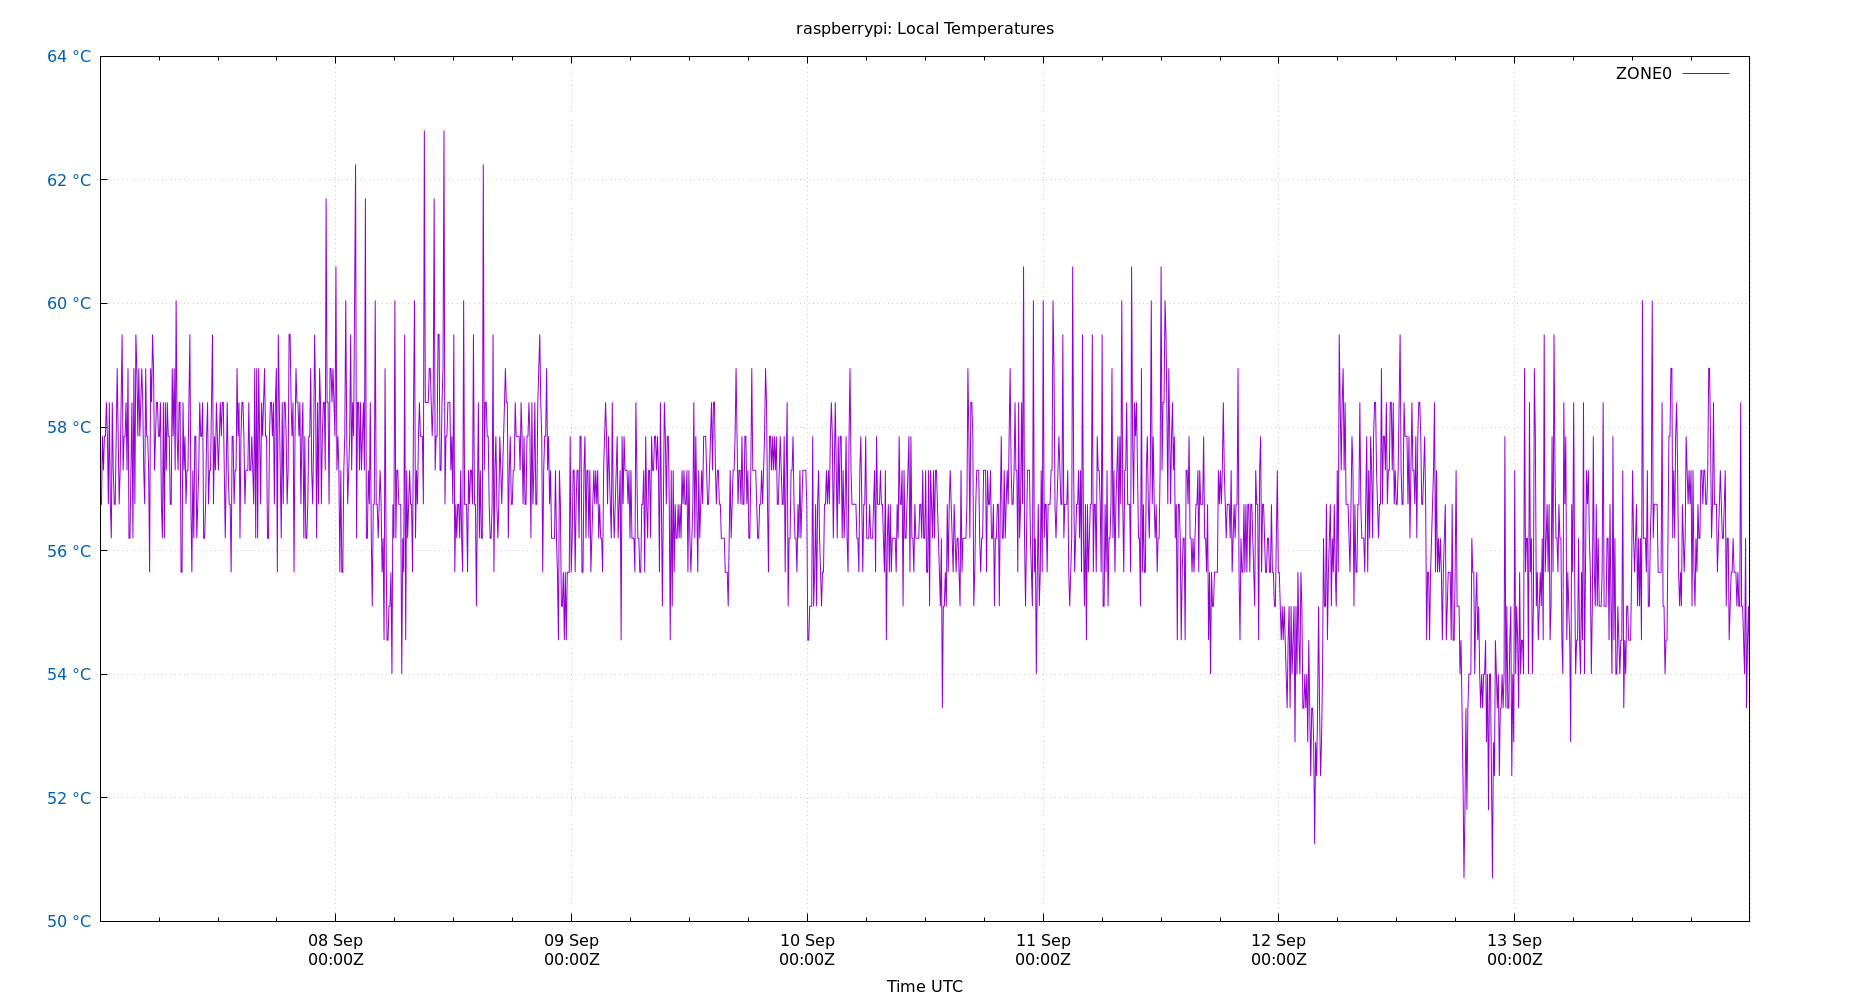 raspberrypi: Local Temperatures
64 °C
ZONE0
62 °C
60 °C
58 °C
56 °C
54 °C
52 °C
50 °C
08 Sep 09 Sep 10 Sep 11 Sep 12 Sep 13 Sep
00:00Z 00:00Z 00:00Z 00:00Z 00:00Z 00:00Z
Time UTC